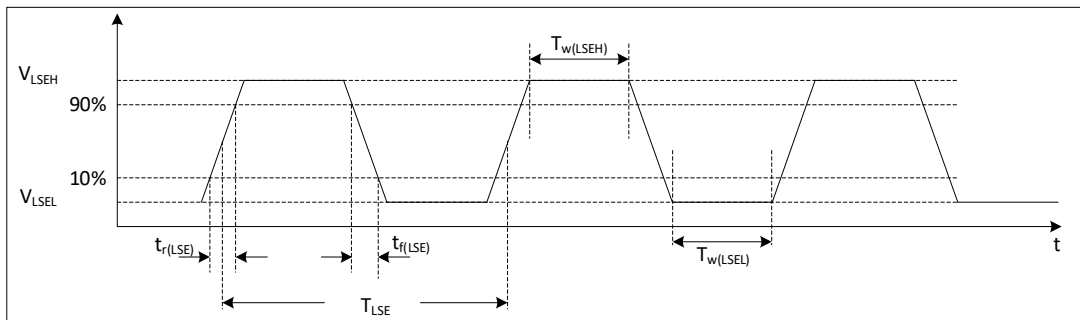 T_w(LSEH)
V_LSEH
90%
10%
V_LSEL
t
t_r(LSE)
t_f(LSE)
T_w(LSEL)
T_LSE